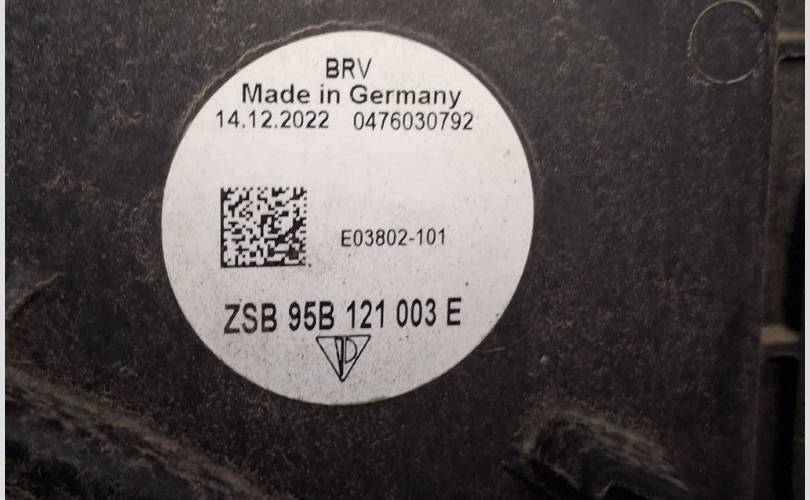 BRV
Made in Germany
14.12.2022 0476030792
E03802-101
ZSB 95B 121 003 E